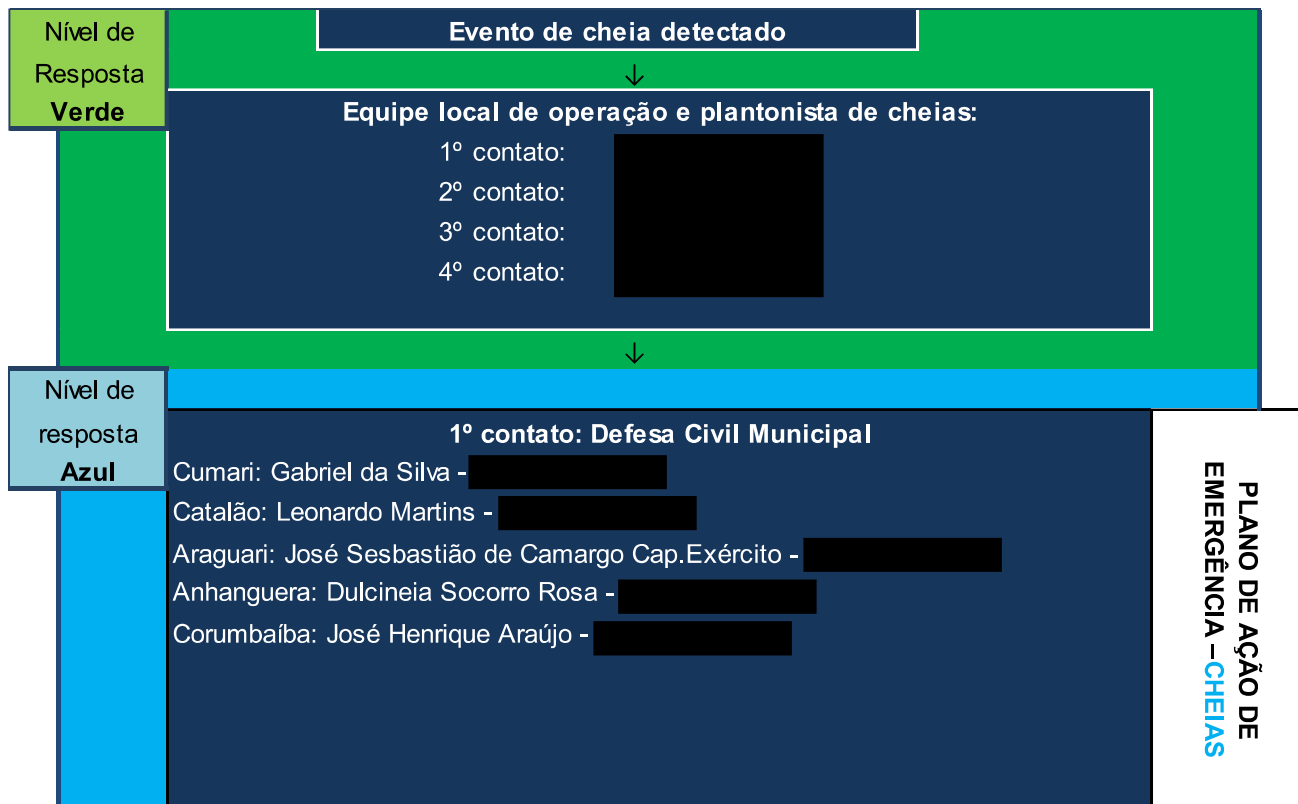 Nível de
Resposta
Verde
Evento de cheia detectado
↓
Equipe local de operação e plantonista de cheias:
1º contato:
2º contato:
3º contato:
4º contato:
↓
Nível de
resposta
Azul
1º contato: Defesa Civil Municipal
Cumari: Gabriel da Silva -
Catalão: Leonardo Martins -
Araguari: José Sesbastião de Camargo Cap.Exército -
Anhanguera: Dulcineia Socorro Rosa -
Corumbaíba: José Henrique Araújo -
PLANO DE AÇÃO DE
EMERGÊNCIA –CHEIAS